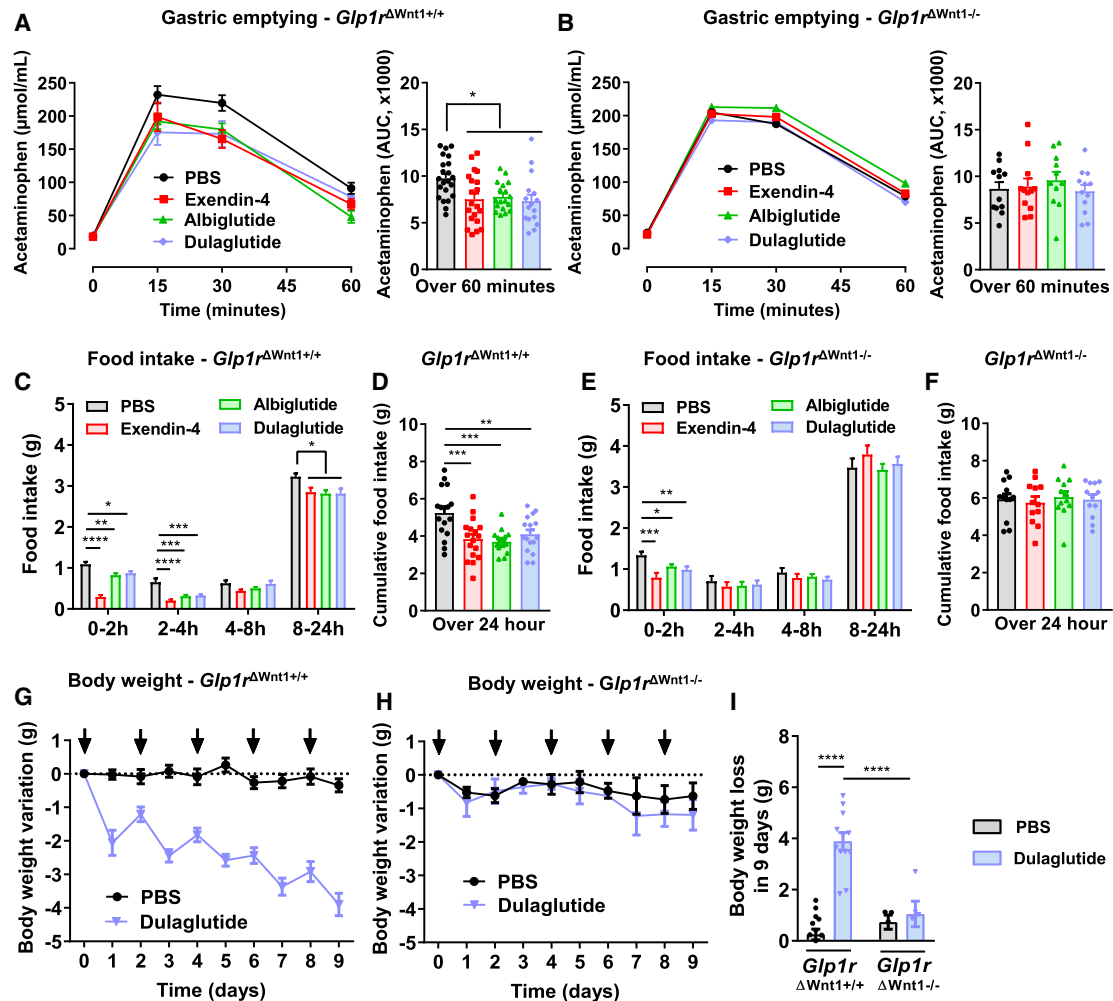 A
Gastric emptying - Glp1rΔWnt1+/+
Acetaminophen (µmol/mL)
250
200
150
100
50
0
PBS
Exendin-4
Albiglutide
Dulaglutide
0 15 30 45 60
Time (minutes)
Acetaminophen (AUC, x1000)
20
15
10
5
0
*
Over 60 minutes
B
Gastric emptying - Glp1rΔWnt1-/-
Acetaminophen (µmol/mL)
250
200
150
100
50
0
PBS
Exendin-4
Albiglutide
Dulaglutide
0 15 30 45 60
Time (minutes)
Acetaminophen (AUC, x1000)
20
15
10
5
0
Over 60 minutes
C
Food intake - Glp1rΔWnt1+/+
PBS
Exendin-4
Albiglutide
Dulaglutide
Food intake (g)
5
4
3
2
1
0
*
**
****
***
***
****
*
0-2h 2-4h 4-8h 8-24h
D
Glp1rΔWnt1+/+
Cumulative food intake (g)
10
8
6
4
2
0
**
***
***
Over 24 hour
E
Food intake - Glp1rΔWnt1-/-
PBS
Exendin-4
Albiglutide
Dulaglutide
Food intake (g)
5
4
3
2
1
0
**
*
***
0-2h 2-4h 4-8h 8-24h
F
Glp1rΔWnt1-/-
Cumulative food intake (g)
10
8
6
4
2
0
Over 24 hour
G
Body weight - Glp1rΔWnt1+/+
Body weight variation (g)
1
0
-1
-2
-3
-4
-5
PBS
Dulaglutide
0 1 2 3 4 5 6 7 8 9
Time (days)
H
Body weight - Glp1rΔWnt1-/-
Body weight variation (g)
1
0
-1
-2
-3
-4
-5
PBS
Dulaglutide
0 1 2 3 4 5 6 7 8 9
Time (days)
I
Body weight loss
in 9 days (g)
8
6
4
2
0
****
****
Glp1r
ΔWnt1+/+
Glp1r
ΔWnt1-/-
PBS
Dulaglutide